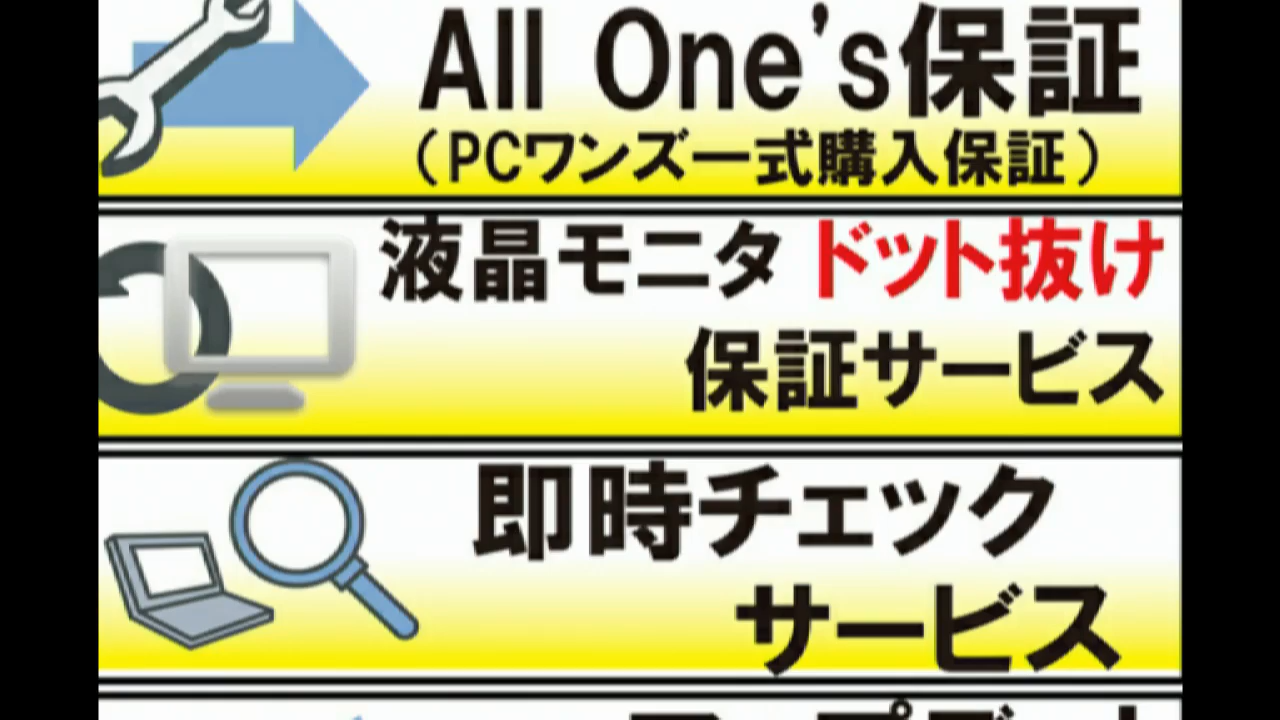 All One's保証
（PCワンズ一式購入保証）
液晶モニタ ドット抜け
保証サービス
即時チェック
サービス